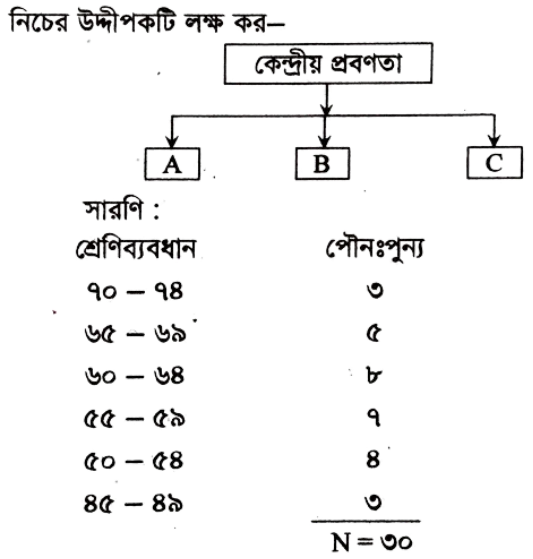 নিচের উদ্দীপকটি লক্ষ কর–
কেন্দ্রীয় প্রবণতা
A B C
সারণি :
শ্রেণিব্যবধান পৌনঃপুন্য
৭০ – ৭৪ ৩
৬৫ – ৬৯ ৫
৬০ – ৬৪ ৮
৫৫ – ৫৯ ৭
৫০ – ৫৪ ৪
৪৫ – ৪৯ ৩
N = ৩০